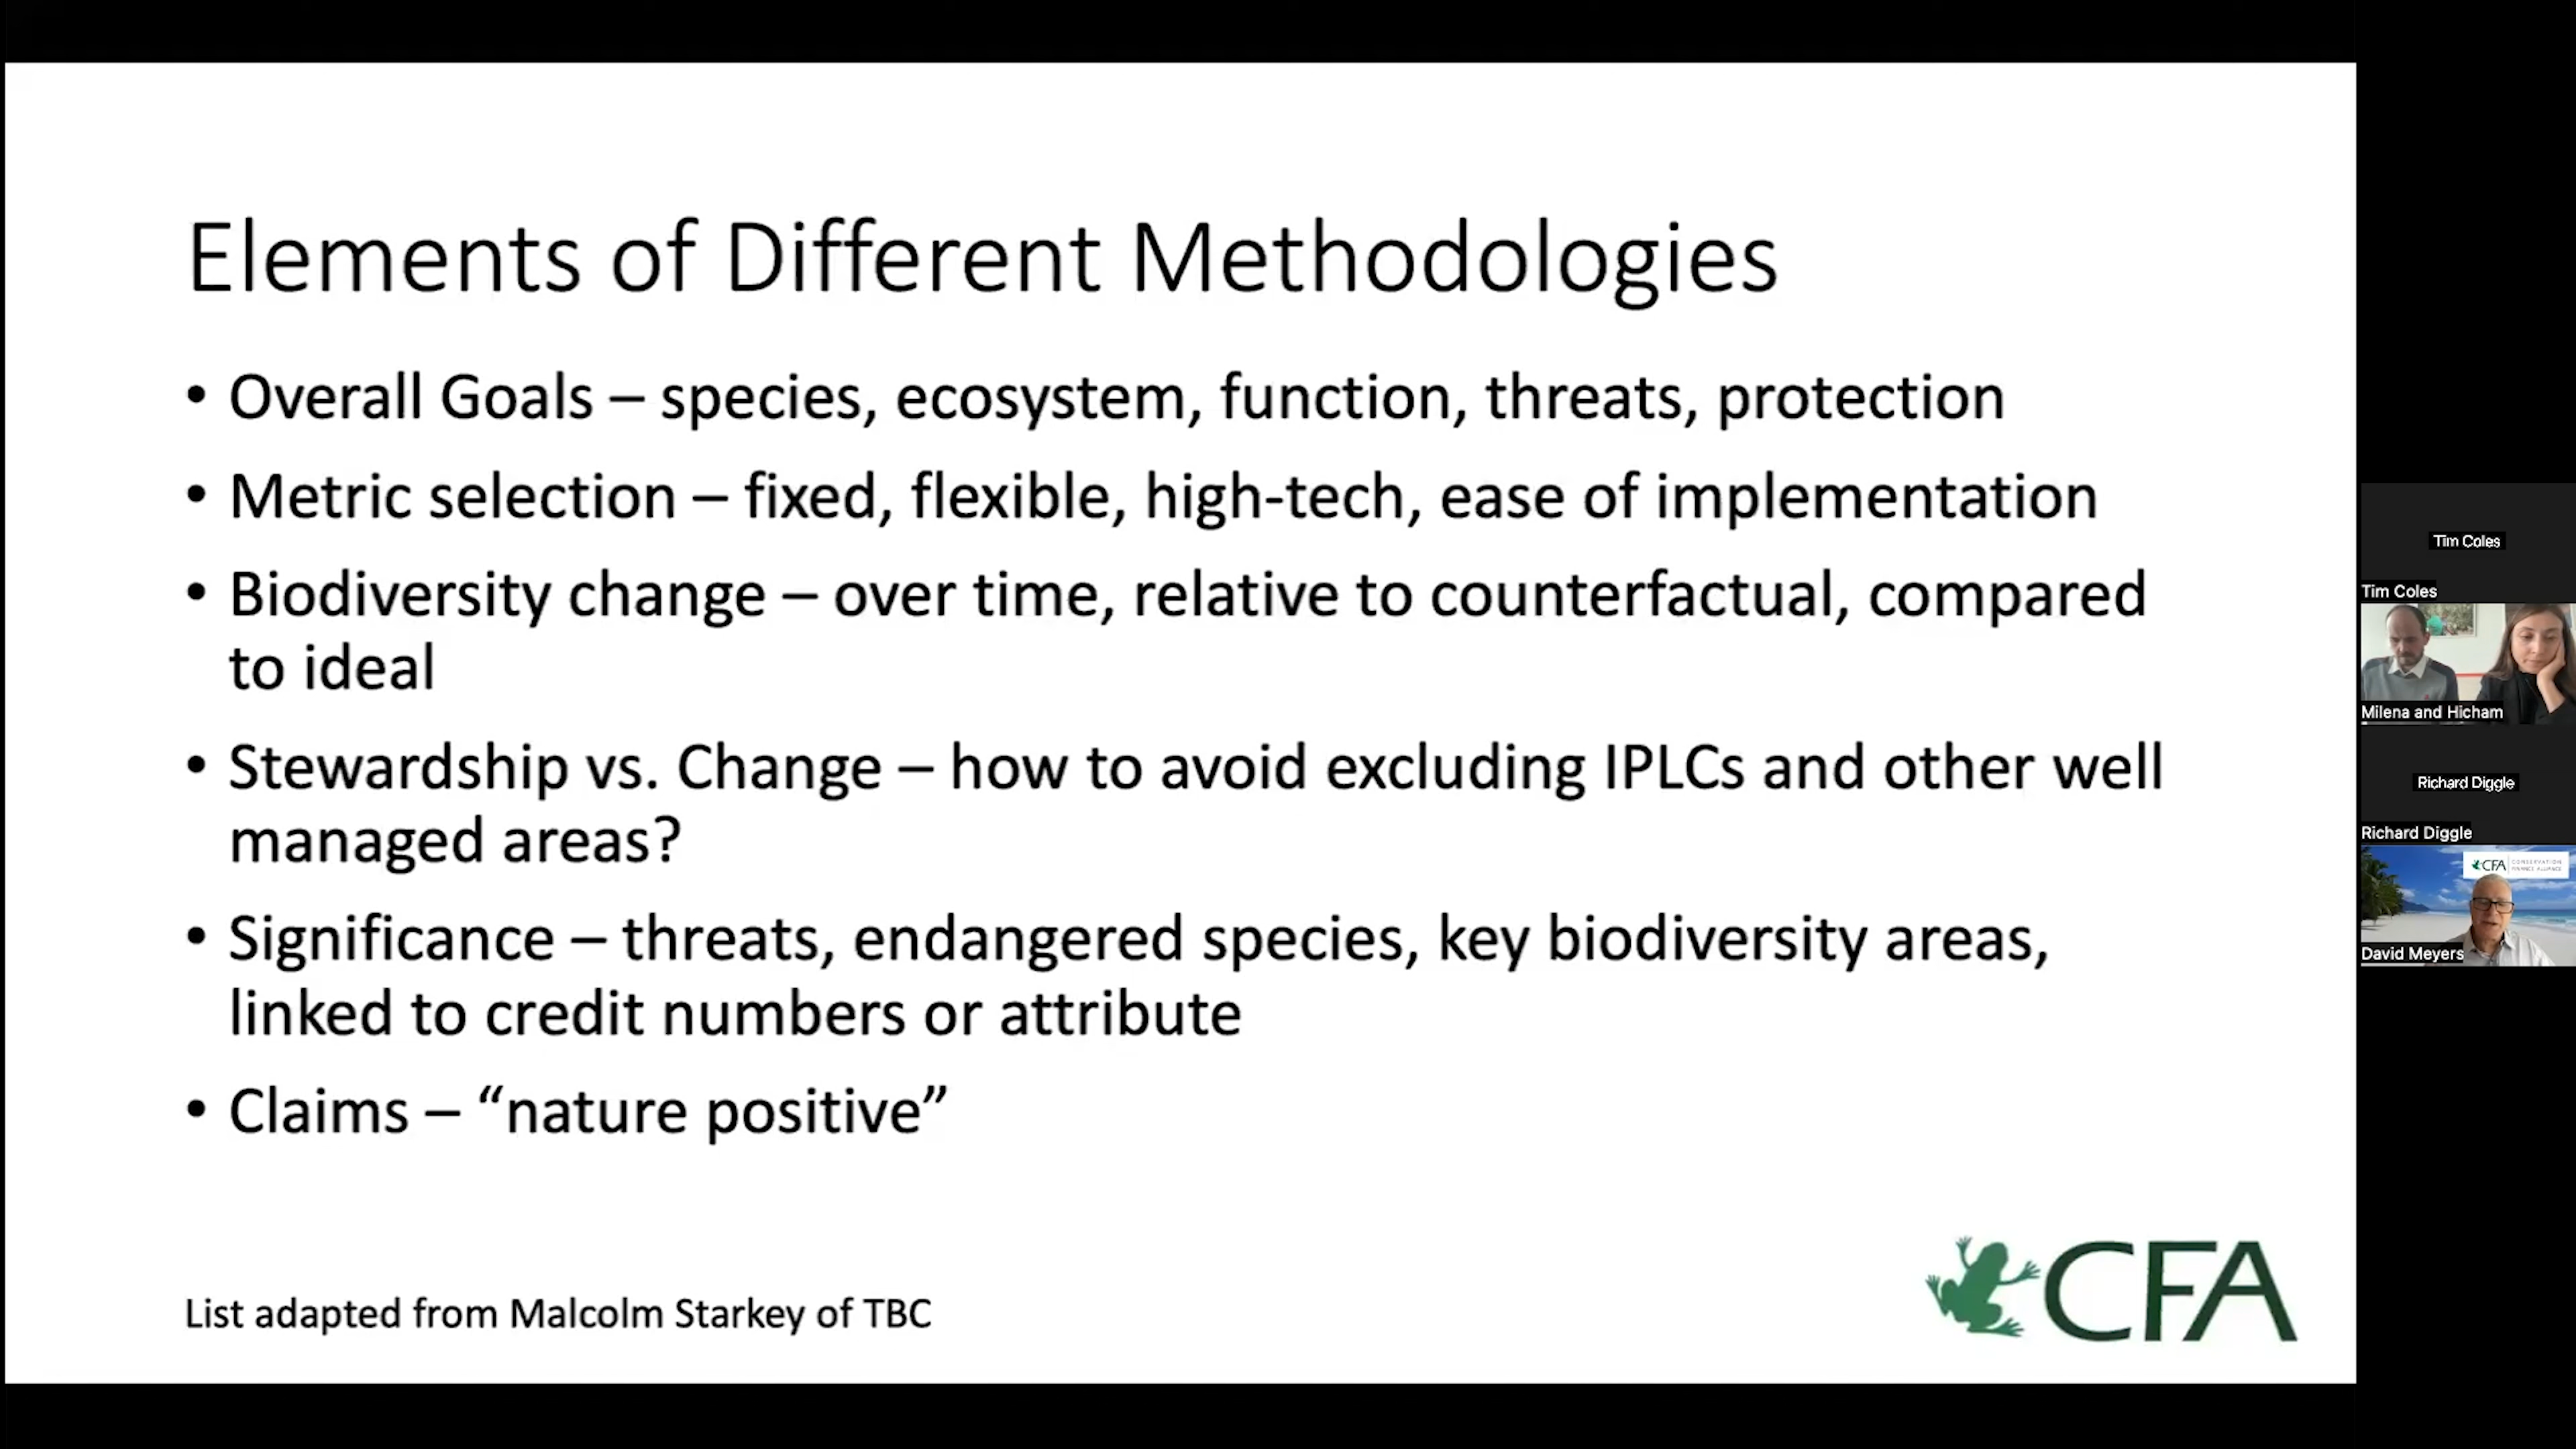 Elements of Different Methodologies
• Overall Goals – species, ecosystem, function, threats, protection
• Metric selection – fixed, flexible, high-tech, ease of implementation
• Biodiversity change – over time, relative to counterfactual, compared
to ideal
• Stewardship vs. Change – how to avoid excluding IPLCs and other well
managed areas?
• Significance – threats, endangered species, key biodiversity areas,
linked to credit numbers or attribute
• Claims – “nature positive”
List adapted from Malcolm Starkey of TBC
CFA
Tim Coles
Tim Coles
Milena and Hicham
Richard Diggle
Richard Diggle
CFA
CONSERVATION
FINANCE ALLIANCE
David Meyers